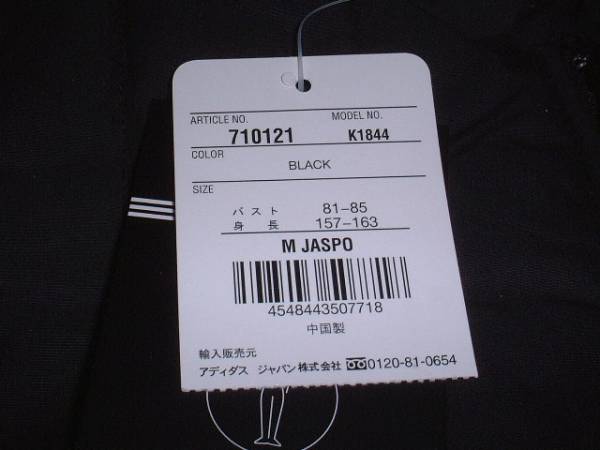 ARTICLE NO. MODEL NO.
710121 K1844
COLOR
BLACK
SIZE
バスト 81-85
身長 157-163
M JASPO
4548443507718
中国製
輸入販売元
アディダス ジャパン株式会社 0120-81-0654